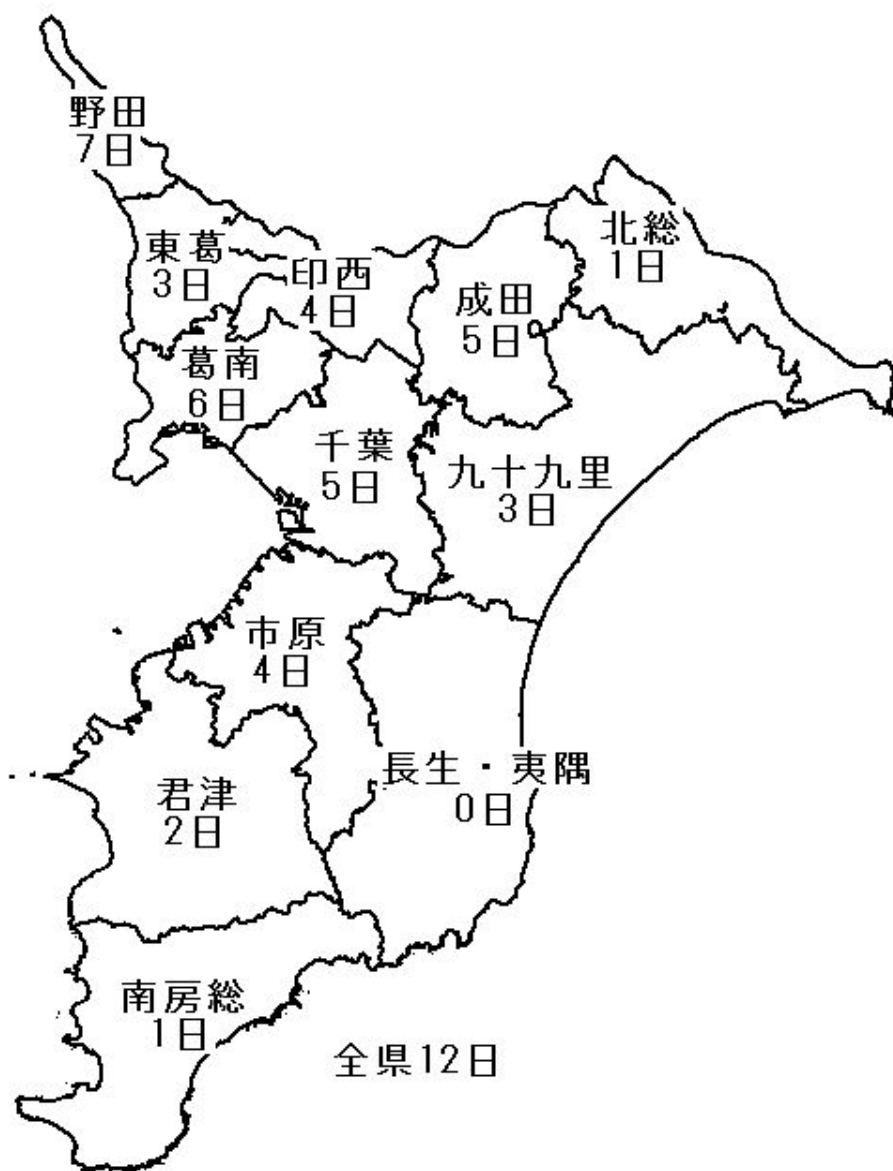 野田
7日
東葛
3日
印西
4日
成田
5日
北総
1日
葛南
6日
千葉
5日
九十九里
3日
市原
4日
長生・夷隅
0日
君津
2日
南房総
1日
全県12日